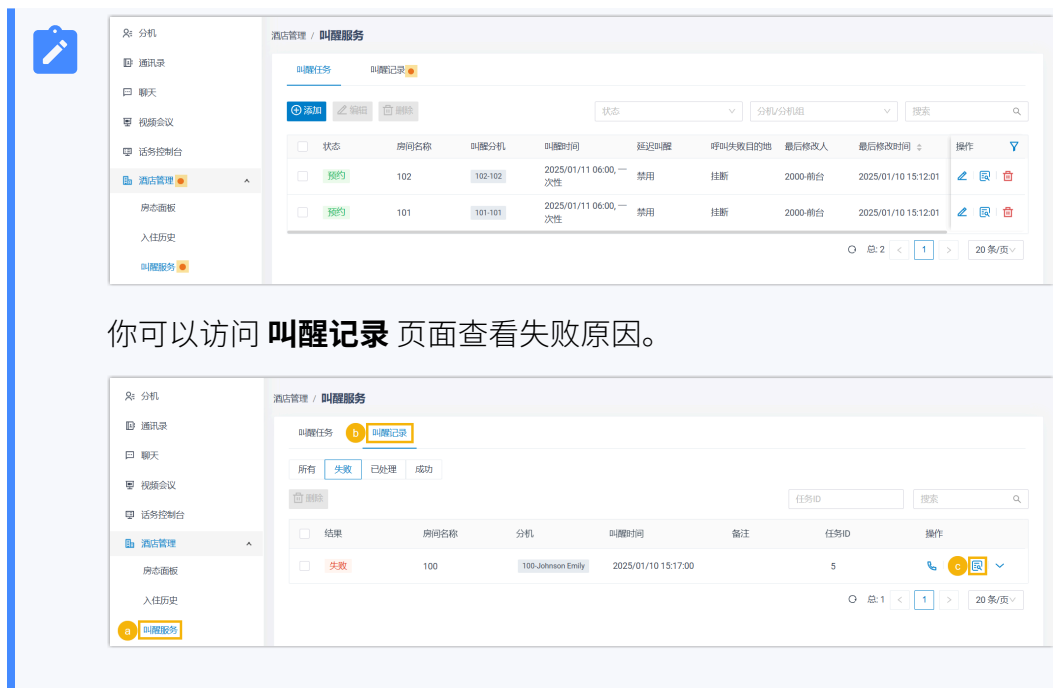 分机
酒店管理 / 叫醒服务
通讯录
叫醒任务 叫醒记录
聊天
添加 编辑 删除 状态 分机/分机组 搜索
视频会议
话务控制台
状态 房间名称 叫醒分机 叫醒时间 延迟叫醒 呼叫失败目的地 最后修改人 最后修改时间 操作
酒店管理
预约 102 102-102 2025/01/11 06:00, 一次性 禁用 挂断 2000-前台 2025/01/10 15:12:01
房态面板
预约 101 101-101 2025/01/11 06:00, 一次性 禁用 挂断 2000-前台 2025/01/10 15:12:01
入住历史
总: 2 < 1 > 20 条/页
叫醒服务
你可以访问 叫醒记录 页面查看失败原因。
分机
酒店管理 / 叫醒服务
通讯录
叫醒任务 b 叫醒记录
聊天
所有 失败 已处理 成功
视频会议
删除 任务ID 搜索
话务控制台
结果 房间名称 分机 叫醒时间 备注 任务ID 操作
酒店管理
失败 100 100-Johnson Emily 2025/01/10 15:17:00 5 c
房态面板
入住历史
总: 1 < 1 > 20 条/页
a 叫醒服务